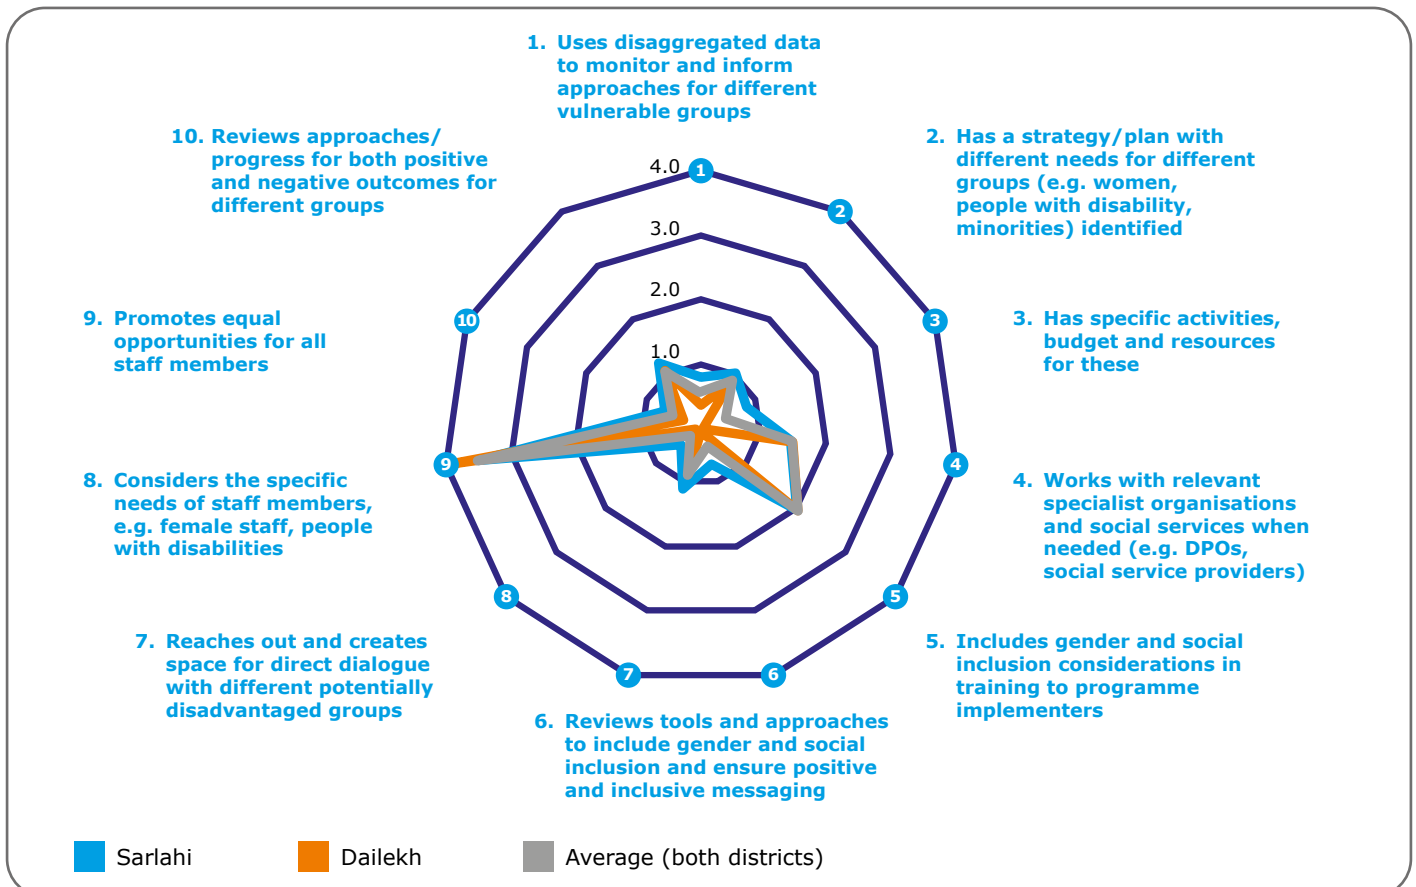 1. Uses disaggregated data
to monitor and inform
approaches for different
vulnerable groups
2. Has a strategy/plan with
different needs for different
groups (e.g. women,
people with disability,
minorities) identified
3. Has specific activities,
budget and resources
for these
4. Works with relevant
specialist organisations
and social services when
needed (e.g. DPOs,
social service providers)
5. Includes gender and social
inclusion considerations in
training to programme
implementers
6. Reviews tools and approaches
to include gender and social
inclusion and ensure positive
and inclusive messaging
7. Reaches out and creates
space for direct dialogue
with different potentially
disadvantaged groups
8. Considers the specific
needs of staff members,
e.g. female staff, people
with disabilities
9. Promotes equal
opportunities for all
staff members
10. Reviews approaches/
progress for both positive
and negative outcomes for
different groups
4.0
3.0
2.0
1.0
1
2
3
4
5
6
7
8
9
10
Sarlahi
Dailekh
Average (both districts)